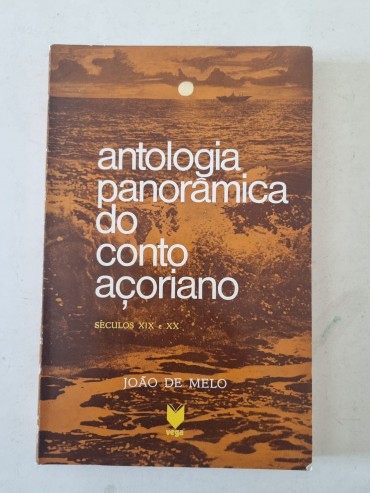 antologia
panorâmica
do
conto
açoriano
SÉCULOS XIX e XX
JOÃO DE MELO
vega